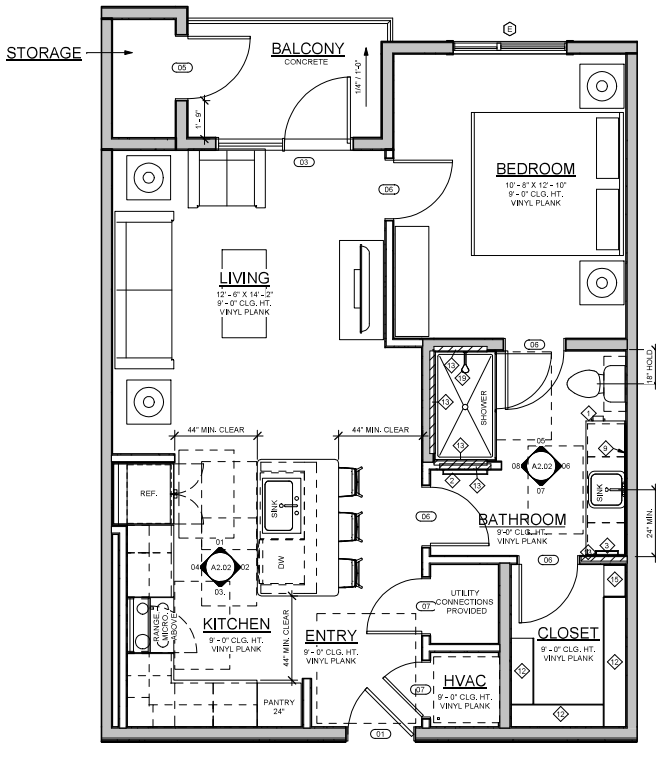 E
STORAGE
BALCONY
CONCRETE
1/4" / 1'-0"
05
1' - 9"
03
06
BEDROOM
10' - 8" X 12' - 10"
9' - 0" CLG. HT.
VINYL PLANK
LIVING
12' - 6" X 14' - 2"
9' - 0" CLG. HT.
VINYL PLANK
06
18" HOLD
13
19
13
SHOWER
13
1
9
44" MIN. CLEAR
44" MIN. CLEAR
05
08
A2.02
06
07
2
13
SINK
24" MIN.
REF.
SINK
06
BATHROOM
9'-0" CLG. HT.
VINYL PLANK
3
01
04
A2.02
02
03
DW
06
15
RANGE
MICRO.
ABOVE
KITCHEN
9' - 0" CLG. HT.
VINYL PLANK
44" MIN. CLEAR
07
UTILITY
CONNECTIONS
PROVIDED
ENTRY
9' - 0" CLG. HT.
VINYL PLANK
CLOSET
9' - 0" CLG. HT.
VINYL PLANK
12
12
HVAC
9' - 0" CLG. HT.
VINYL PLANK
07
PANTRY
24"
12
01